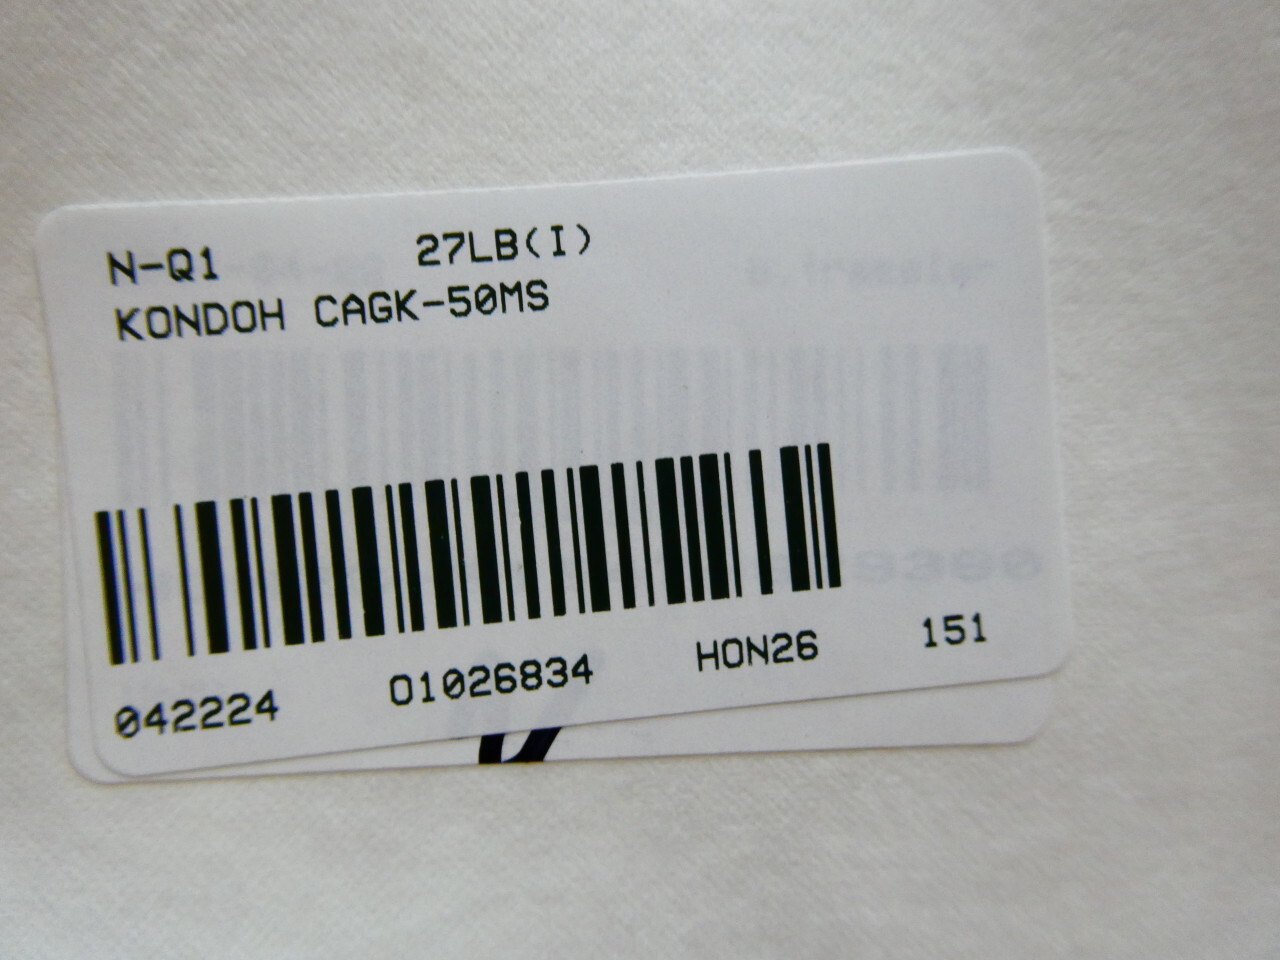 N-Q1 27LB(I)
KONDOH CAGK-50MS
042224 01026834 HON26 151